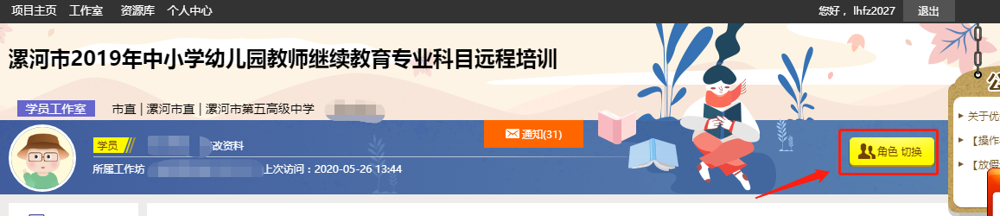 项目主页 工作室 资源库 个人中心 您好， lhfz2027 退出
漯河市2019年中小学幼儿园教师继续教育专业科目远程培训
学员工作室 市直 | 漯河市直 | 漯河市第五高级中学
通知(31)
学员 改资料
角色 切换
所属工作坊 上次访问：2020-05-26 13:44
关于优
【操作
【放假